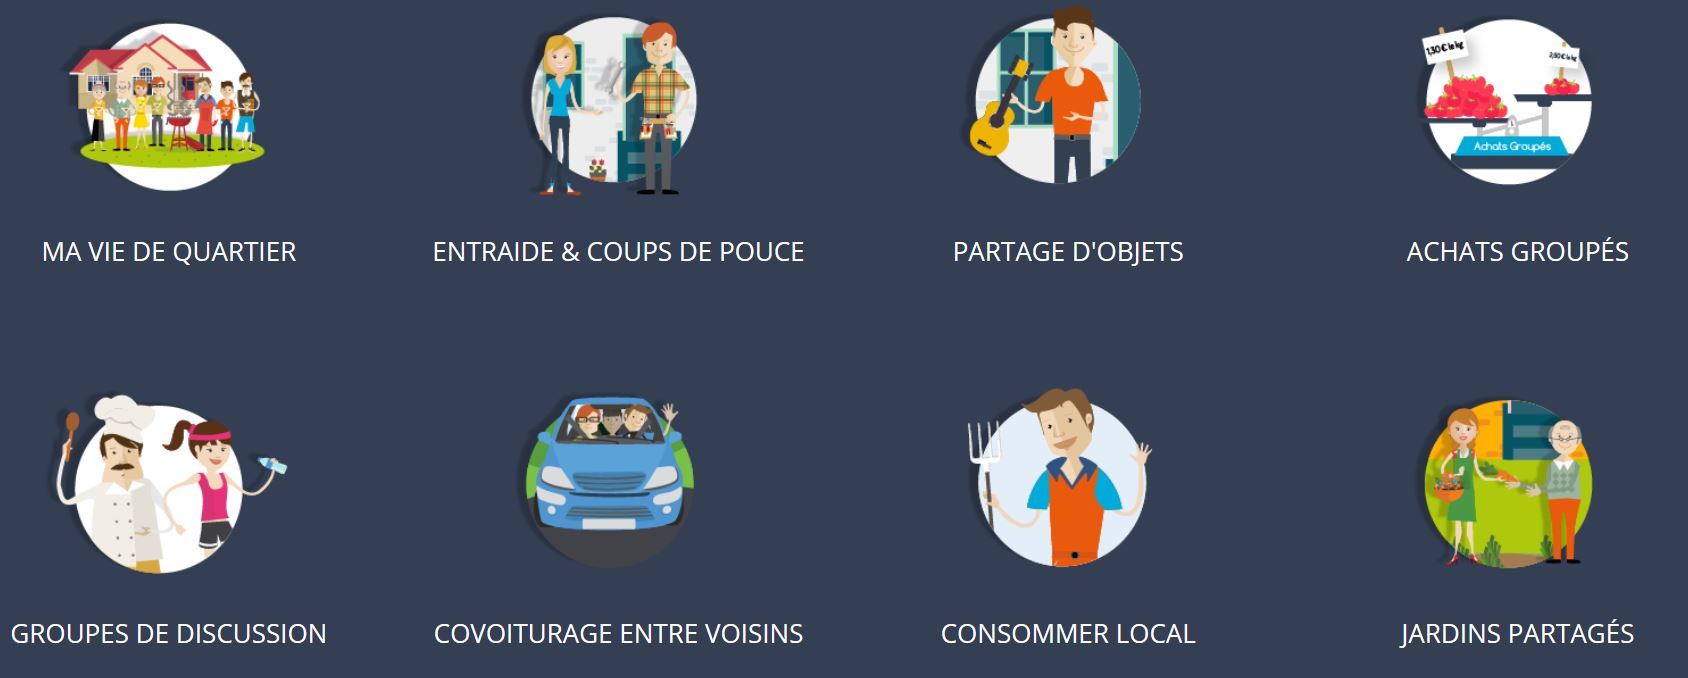 1,30€ le kg
2,80€ le kg
Achats Groupés
MA VIE DE QUARTIER
ENTRAIDE & COUPS DE POUCE
PARTAGE D'OBJETS
ACHATS GROUPÉS
GROUPES DE DISCUSSION
COVOITURAGE ENTRE VOISINS
CONSOMMER LOCAL
JARDINS PARTAGÉS